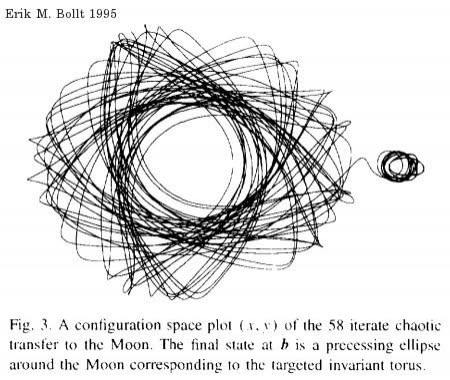 Erik M. Bollt 1995
Fig. 3. A configuration space plot (x, y) of the 58 iterate chaotic
transfer to the Moon. The final state at b is a precessing ellipse
around the Moon corresponding to the targeted invariant torus.